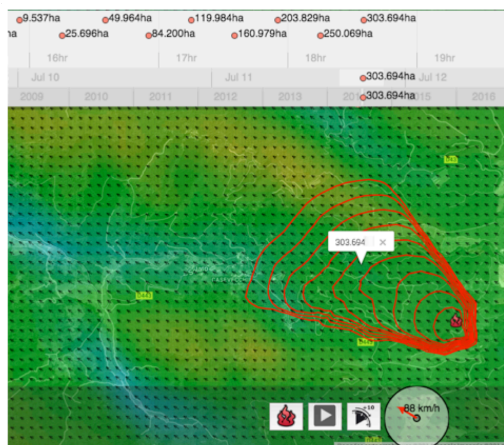 9.537ha 49.964ha 119.984ha 203.829ha 303.694ha
ha 25.696ha 84.200ha 160.979ha 250.069ha
16hr 17hr 18hr 19hr
Jul 10 Jul 11 303.694ha Jul 12
2009 2010 2011 2012 2013 303.694ha 2015 2016
303.694 ×
+10
88 km/h